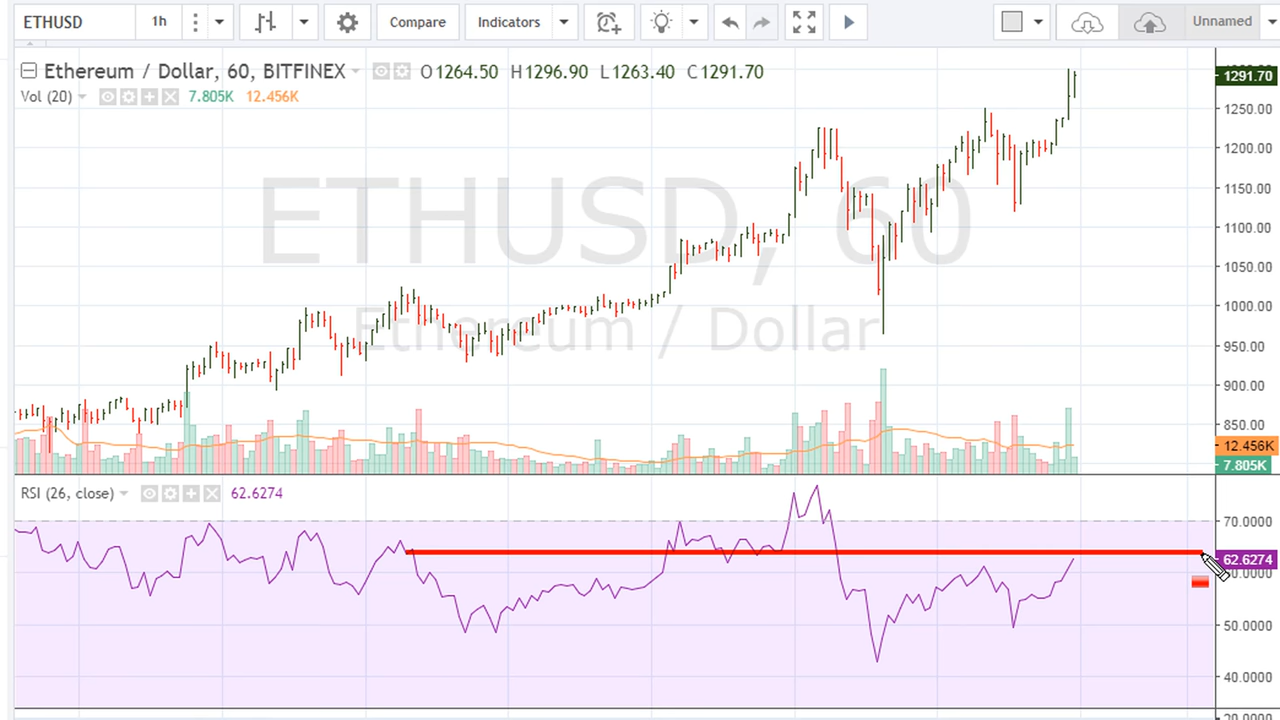 ETHUSD 1h Compare Indicators Unnamed
Ethereum / Dollar, 60, BITFINEX O1264.50 H1296.90 L1263.40 C1291.70
Vol (20) 7.805K 12.456K
ETHUSD, 60
Ethereum / Dollar
1291.70
1250.00
1200.00
1150.00
1100.00
1050.00
1000.00
950.00
900.00
850.00
12.456K
7.805K
RSI (26, close) 62.6274
70.0000
62.6274
50.0000
40.0000